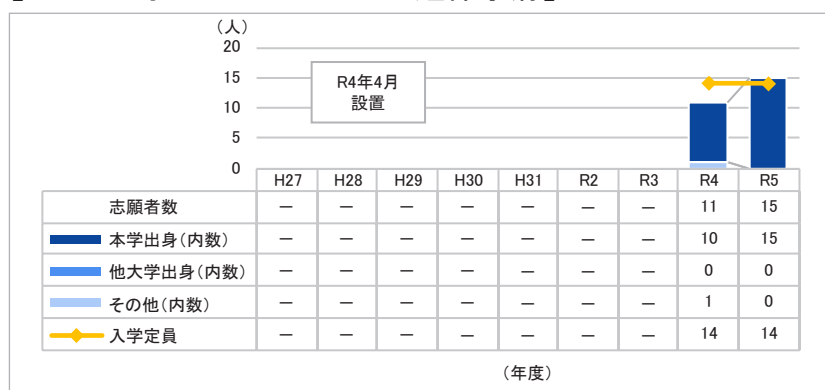 (人)
20
15
10
5
0
R4年4月
設置
H27 H28 H29 H30 H31 R2 R3 R4 R5
志願者数 － － － － － － － 11 15
本学出身(内数) － － － － － － － 10 15
他大学出身(内数) － － － － － － － 0 0
その他(内数) － － － － － － － 1 0
入学定員 － － － － － － － 14 14
(年度)